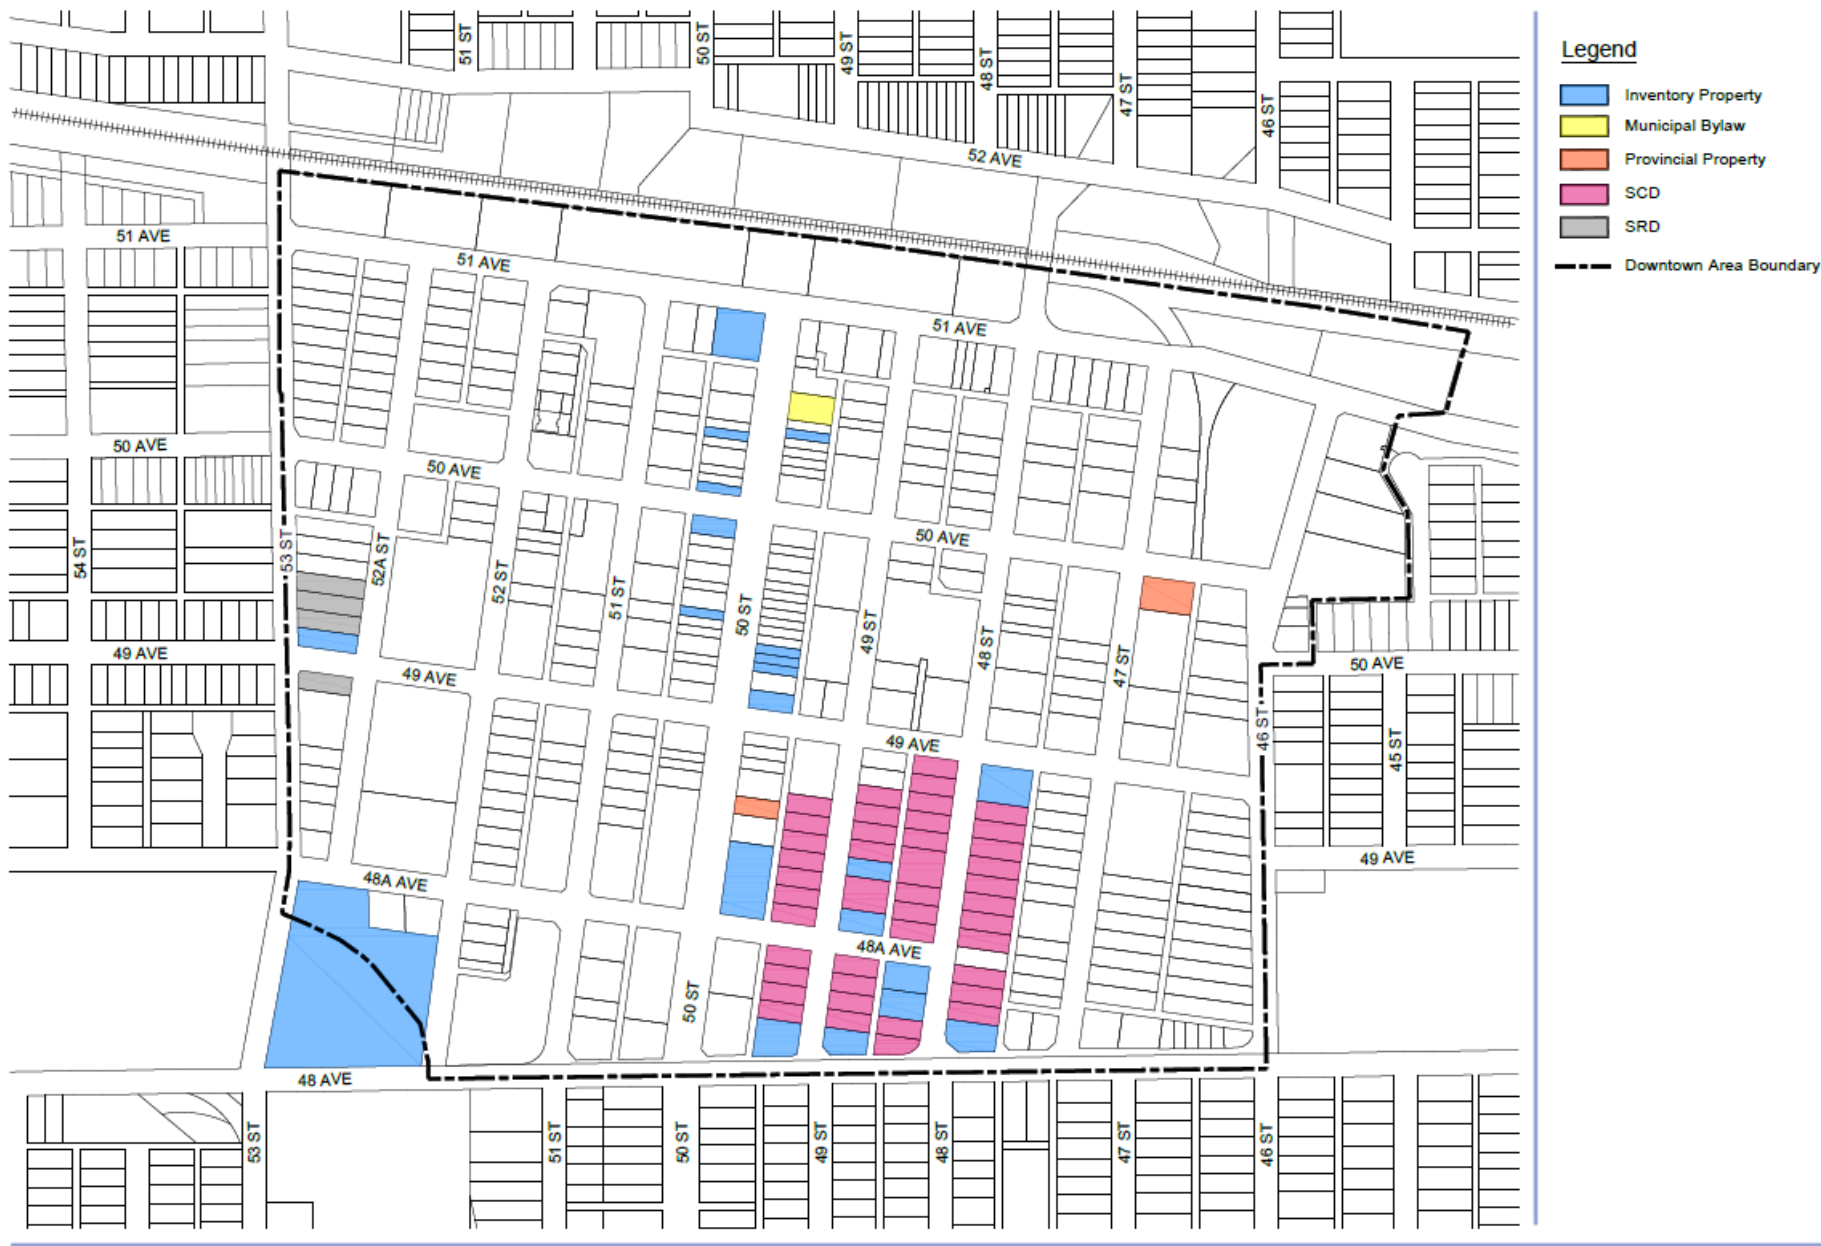 51 ST
50 ST
49 ST
48 ST
47 ST
46 ST
52 AVE
51 AVE
51 AVE
51 AVE
50 AVE
50 AVE
50 AVE
54 ST
53 ST
52A ST
52 ST
51 ST
50 ST
49 ST
48 ST
47 ST
49 AVE
49 AVE
50 AVE
46 ST
45 ST
49 AVE
49 AVE
48A AVE
48A AVE
50 ST
48 AVE
53 ST
51 ST
50 ST
49 ST
48 ST
47 ST
46 ST
Legend
Inventory Property
Municipal Bylaw
Provincial Property
SCD
SRD
Downtown Area Boundary